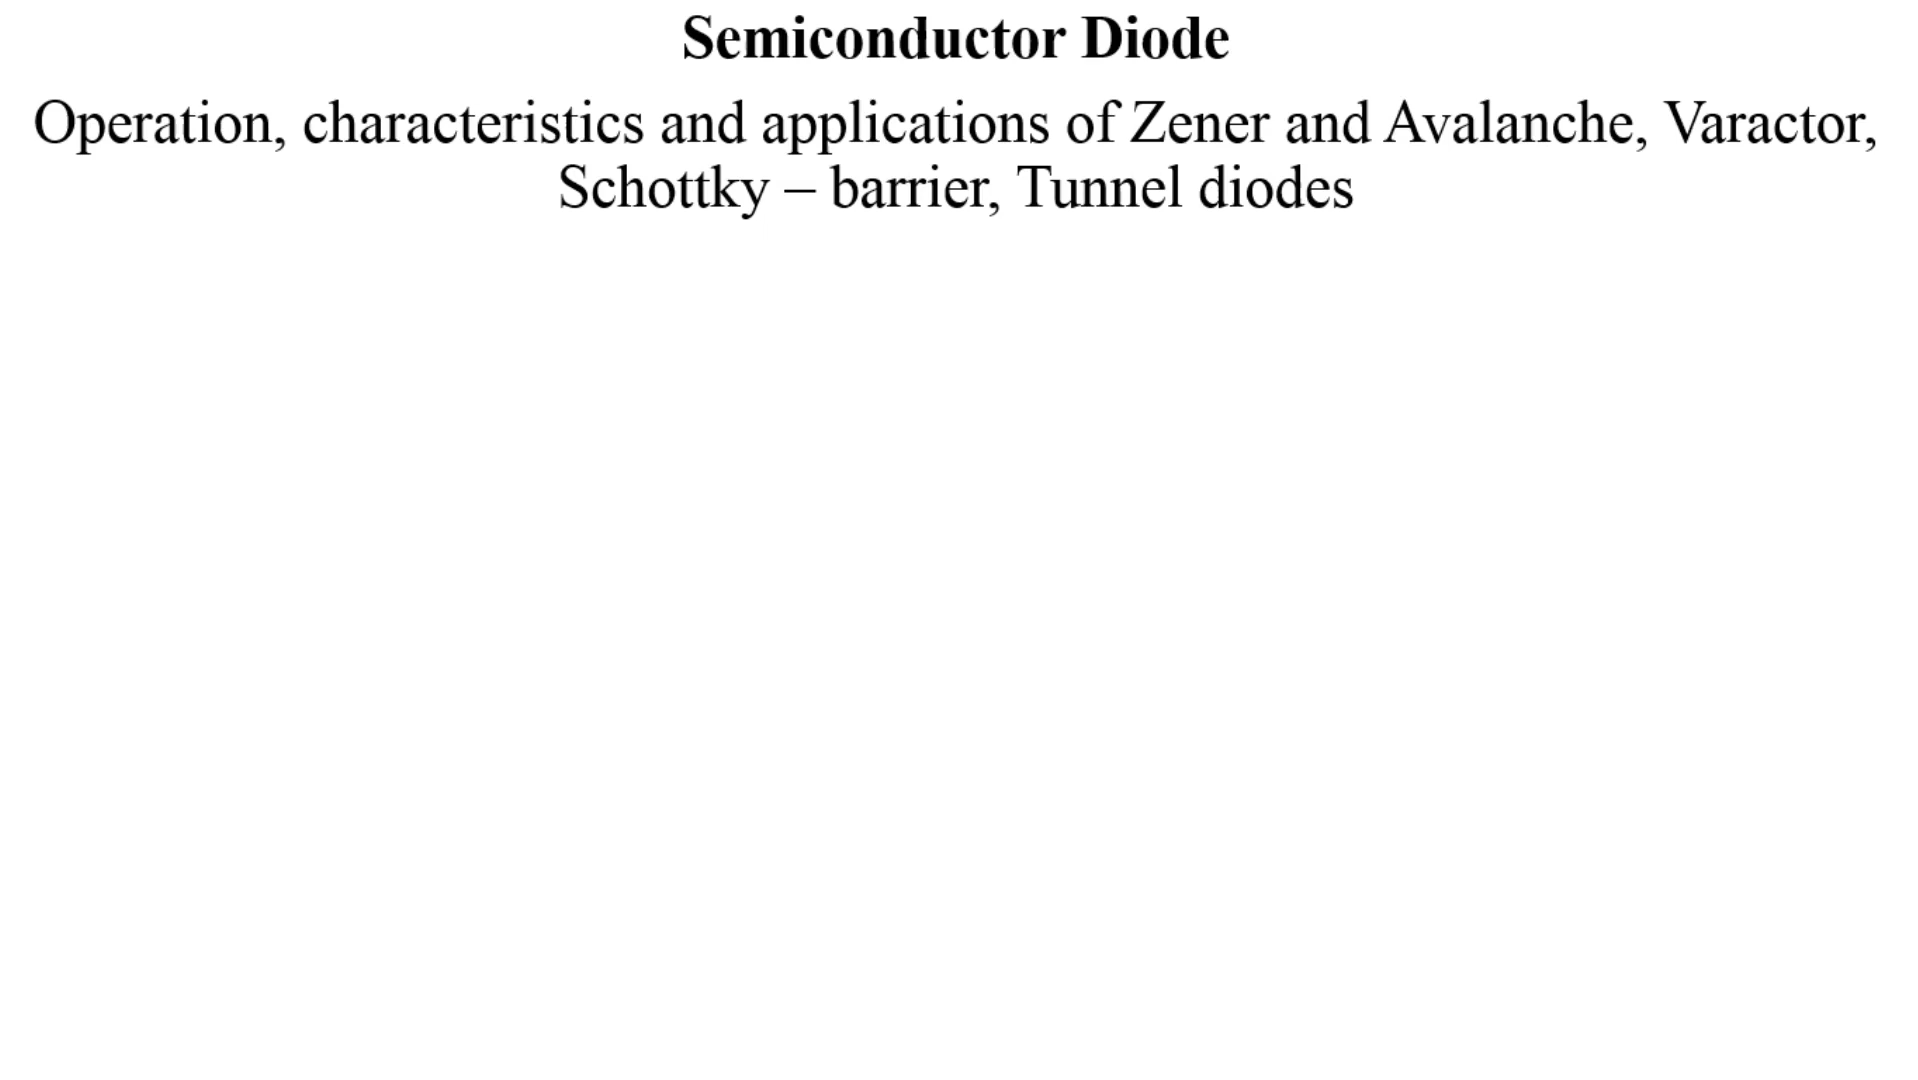 Semiconductor Diode
Operation, characteristics and applications of Zener and Avalanche, Varactor,
Schottky – barrier, Tunnel diodes